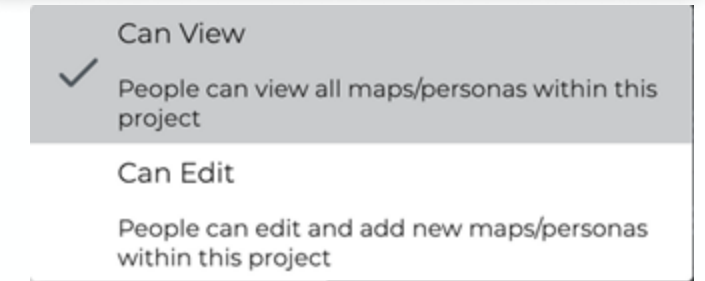 Can View
People can view all maps/personas within this
project
Can Edit
People can edit and add new maps/personas
within this project